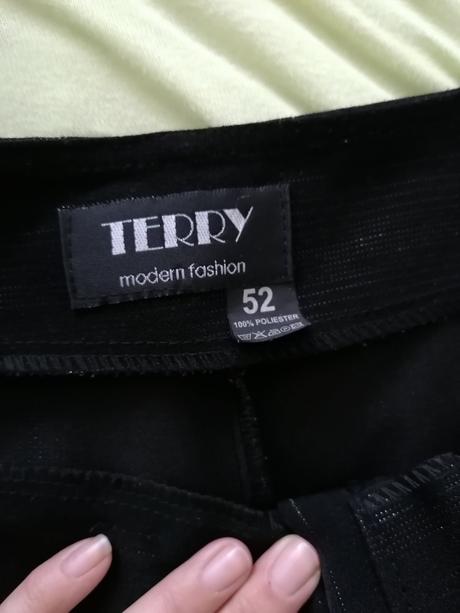 TERRY
modern fashion
52
100% POLIESTER